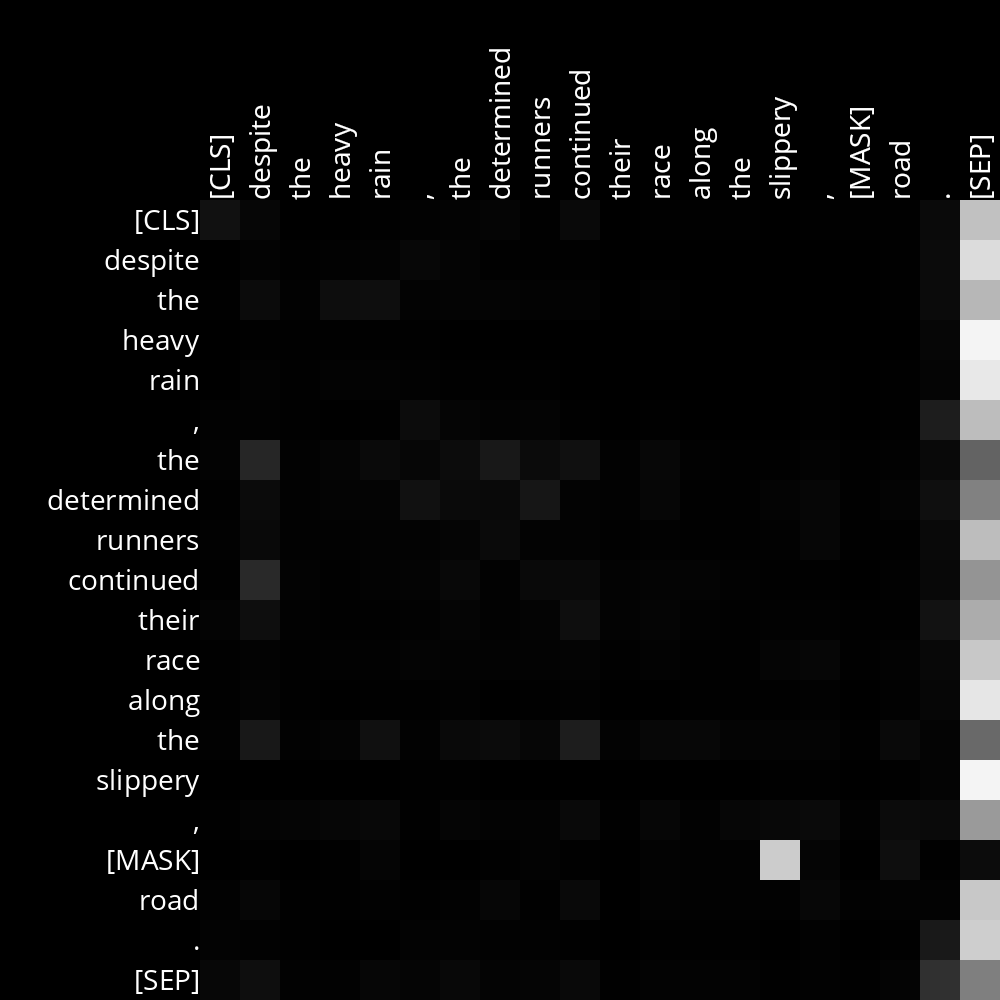 [CLS] despite the heavy rain , the determined runners continued their race along the slippery , [MASK] road . [SEP]
[CLS]
despite
the
heavy
rain
,
the
determined
runners
continued
their
race
along
the
slippery
,
[MASK]
road
.
[SEP]